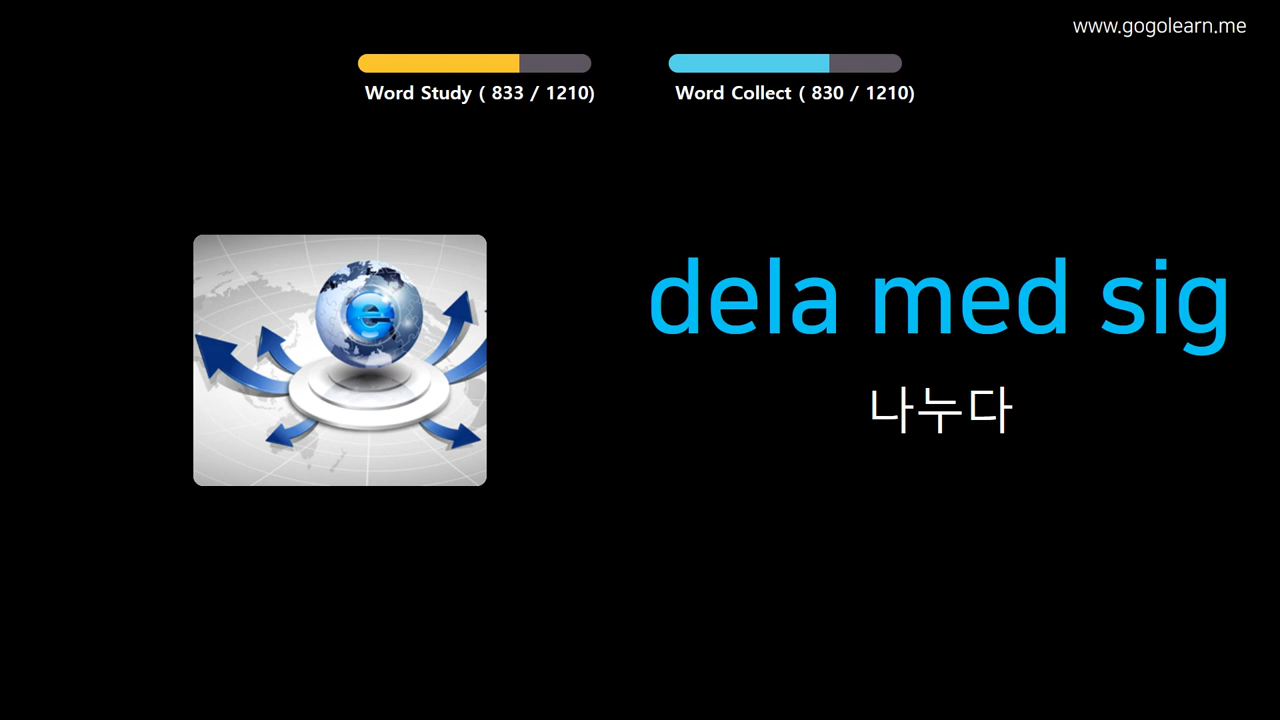 www.gogolearn.me
Word Study ( 833 / 1210)
Word Collect ( 830 / 1210)
e
dela med sig
나누다